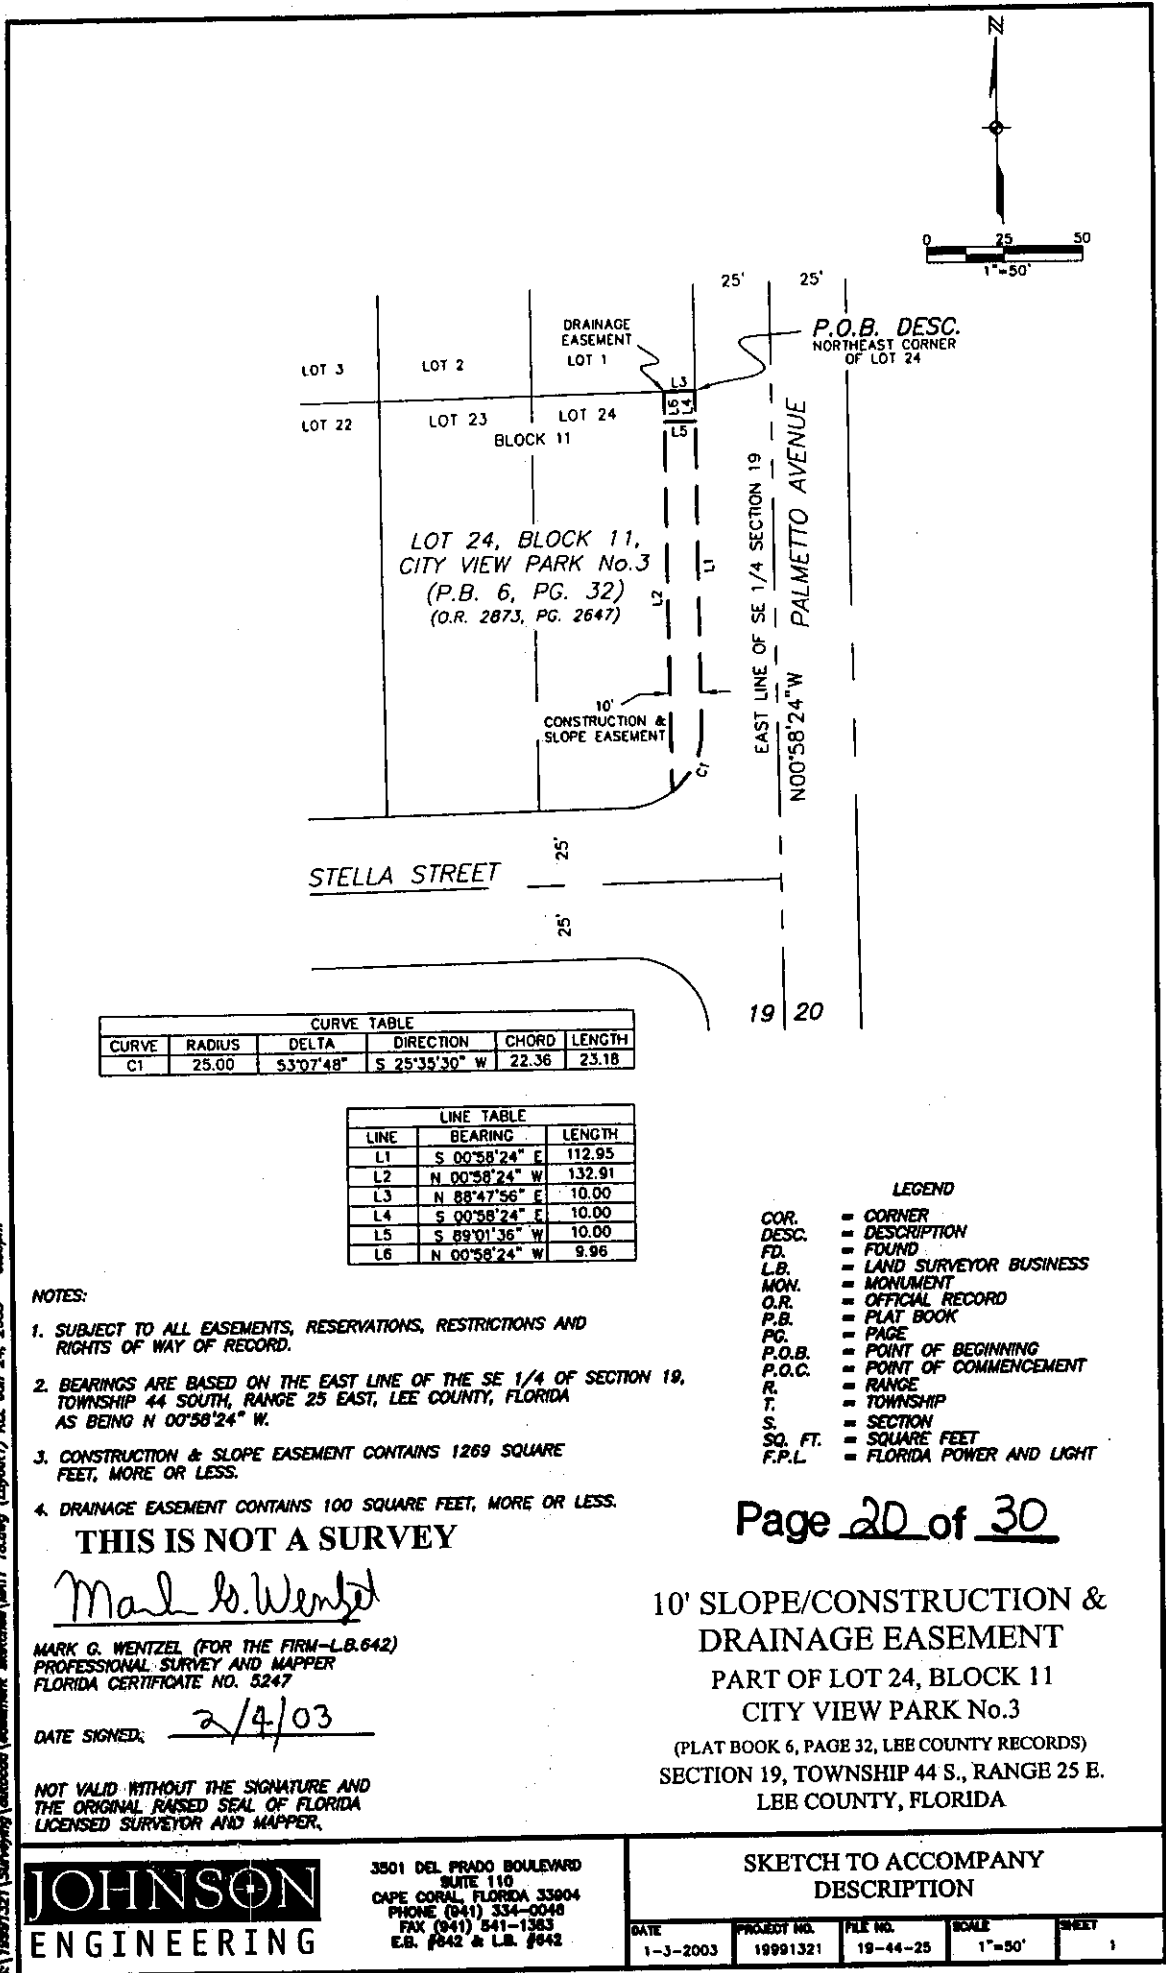 N
0 25 50
1"=50'
25' 25'
DRAINAGE
EASEMENT
P.O.B. DESC.
NORTHEAST CORNER
OF LOT 24
LOT 3 LOT 2 LOT 1
L3
L6 L4
L5
LOT 22 LOT 23 LOT 24
BLOCK 11
LOT 24, BLOCK 11,
CITY VIEW PARK No.3
(P.B. 6, PG. 32)
(O.R. 2873, PG. 2647)
L2
L1
EAST LINE OF SE 1/4 SECTION 19
N00°58'24"W PALMETTO AVENUE
10'
CONSTRUCTION &
SLOPE EASEMENT
C1
STELLA STREET
25'
25'
19 20
CURVE TABLE
CURVE RADIUS DELTA DIRECTION CHORD LENGTH
C1 25.00 53°07'48" S 25°35'30" W 22.36 23.18
LINE TABLE
LINE BEARING LENGTH
L1 S 00°58'24" E 112.95
L2 N 00°58'24" W 132.91
L3 N 88°47'56" E 10.00
L4 S 00°58'24" E 10.00
L5 S 89°01'36" W 10.00
L6 N 00°58'24" W 9.96
LEGEND
COR. = CORNER
DESC. = DESCRIPTION
FD. = FOUND
L.B. = LAND SURVEYOR BUSINESS
MON. = MONUMENT
O.R. = OFFICIAL RECORD
P.B. = PLAT BOOK
PG. = PAGE
P.O.B. = POINT OF BEGINNING
P.O.C. = POINT OF COMMENCEMENT
R. = RANGE
T. = TOWNSHIP
S. = SECTION
SQ. FT. = SQUARE FEET
F.P.L. = FLORIDA POWER AND LIGHT
NOTES:
1. SUBJECT TO ALL EASEMENTS, RESERVATIONS, RESTRICTIONS AND
RIGHTS OF WAY OF RECORD.
2. BEARINGS ARE BASED ON THE EAST LINE OF THE SE 1/4 OF SECTION 19,
TOWNSHIP 44 SOUTH, RANGE 25 EAST, LEE COUNTY, FLORIDA
AS BEING N 00°58'24" W.
3. CONSTRUCTION & SLOPE EASEMENT CONTAINS 1269 SQUARE
FEET, MORE OR LESS.
4. DRAINAGE EASEMENT CONTAINS 100 SQUARE FEET, MORE OR LESS.
THIS IS NOT A SURVEY
Page 20 of 30
Mark G. Wentzel
MARK G. WENTZEL (FOR THE FIRM-L.B.642)
PROFESSIONAL SURVEY AND MAPPER
FLORIDA CERTIFICATE NO. 5247
DATE SIGNED: 2/4/03
NOT VALID WITHOUT THE SIGNATURE AND
THE ORIGINAL RAISED SEAL OF FLORIDA
LICENSED SURVEYOR AND MAPPER.
10' SLOPE/CONSTRUCTION &
DRAINAGE EASEMENT
PART OF LOT 24, BLOCK 11
CITY VIEW PARK No.3
(PLAT BOOK 6, PAGE 32, LEE COUNTY RECORDS)
SECTION 19, TOWNSHIP 44 S., RANGE 25 E.
LEE COUNTY, FLORIDA
JOHNSON
ENGINEERING
3501 DEL PRADO BOULEVARD
SUITE 110
CAPE CORAL, FLORIDA 33904
PHONE (941) 334-0046
FAX (941) 541-1383
E.B. #642 & L.B. #642
SKETCH TO ACCOMPANY
DESCRIPTION
DATE PROJECT NO. FILE NO. SCALE SHEET
1-3-2003 19991321 19-44-25 1"=50' 1